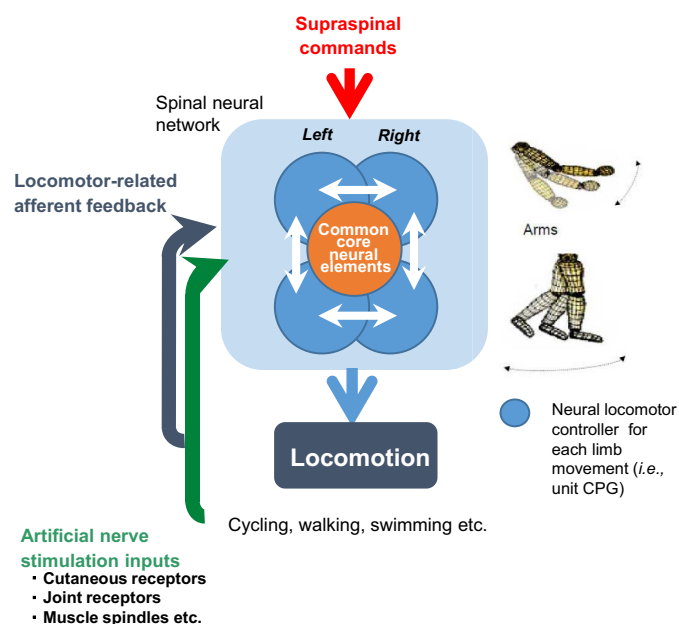 Supraspinal
commands
Spinal neural
network
Left Right
Locomotor-related
afferent feedback
Common
core
neural
elements
Arms
Neural locomotor
controller for
each limb
movement (i.e.,
unit CPG)
Locomotion
Cycling, walking, swimming etc.
Artificial nerve
stimulation inputs
・Cutaneous receptors
・Joint receptors
・Muscle spindles etc.